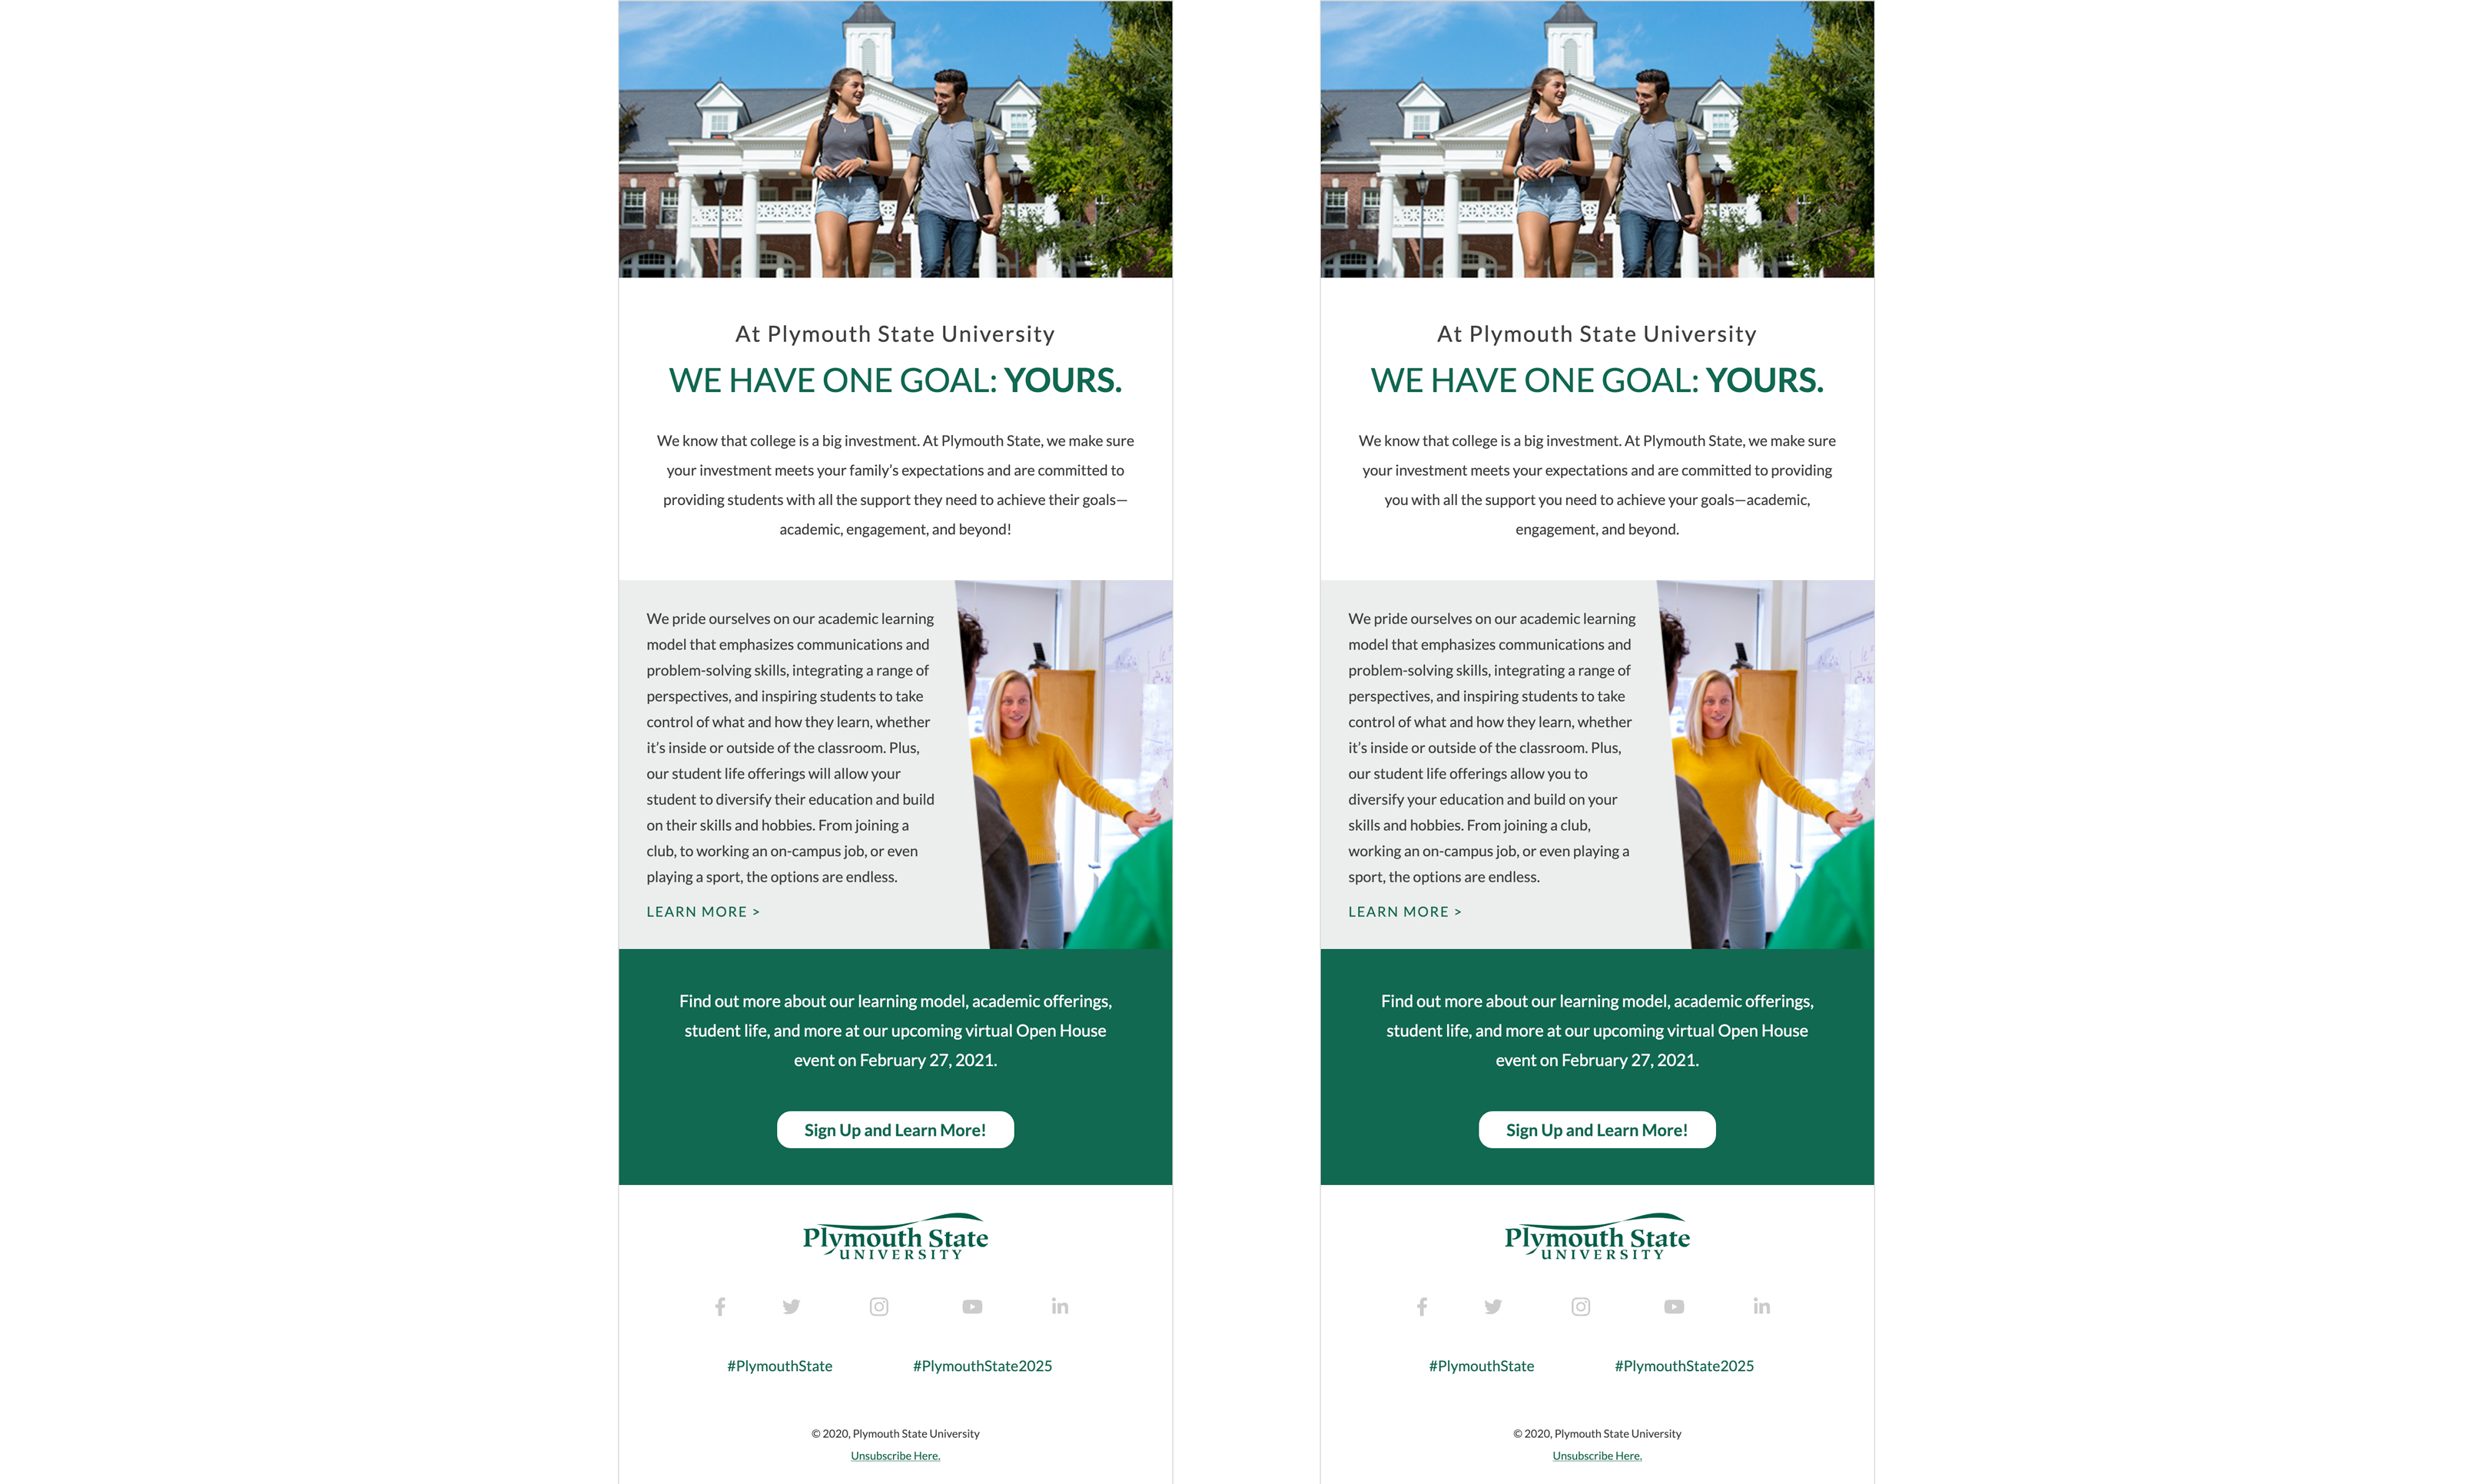 At Plymouth State University
WE HAVE ONE GOAL: YOURS.
We know that college is a big investment. At Plymouth State, we make sure
your investment meets your family’s expectations and are committed to
providing students with all the support they need to achieve their goals—
academic, engagement, and beyond!
We pride ourselves on our academic learning
model that emphasizes communications and
problem-solving skills, integrating a range of
perspectives, and inspiring students to take
control of what and how they learn, whether
it’s inside or outside of the classroom. Plus,
our student life offerings will allow your
student to diversify their education and build
on their skills and hobbies. From joining a
club, to working an on-campus job, or even
playing a sport, the options are endless.
LEARN MORE >
Find out more about our learning model, academic offerings,
student life, and more at our upcoming virtual Open House
event on February 27, 2021.
Sign Up and Learn More!
Plymouth State
UNIVERSITY
#PlymouthState #PlymouthState2025
© 2020, Plymouth State University
Unsubscribe Here.
At Plymouth State University
WE HAVE ONE GOAL: YOURS.
We know that college is a big investment. At Plymouth State, we make sure
your investment meets your expectations and are committed to providing
you with all the support you need to achieve your goals—academic,
engagement, and beyond.
We pride ourselves on our academic learning
model that emphasizes communications and
problem-solving skills, integrating a range of
perspectives, and inspiring students to take
control of what and how they learn, whether
it’s inside or outside of the classroom. Plus,
our student life offerings allow you to
diversify your education and build on your
skills and hobbies. From joining a club,
working an on-campus job, or even playing a
sport, the options are endless.
LEARN MORE >
Find out more about our learning model, academic offerings,
student life, and more at our upcoming virtual Open House
event on February 27, 2021.
Sign Up and Learn More!
Plymouth State
UNIVERSITY
#PlymouthState #PlymouthState2025
© 2020, Plymouth State University
Unsubscribe Here.